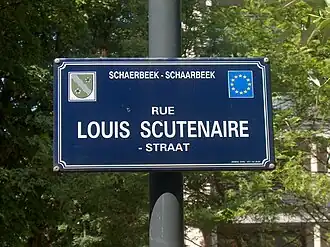 SCHAERBEEK - SCHAARBEEK
RUE
LOUIS SCUTENAIRE
- STRAAT